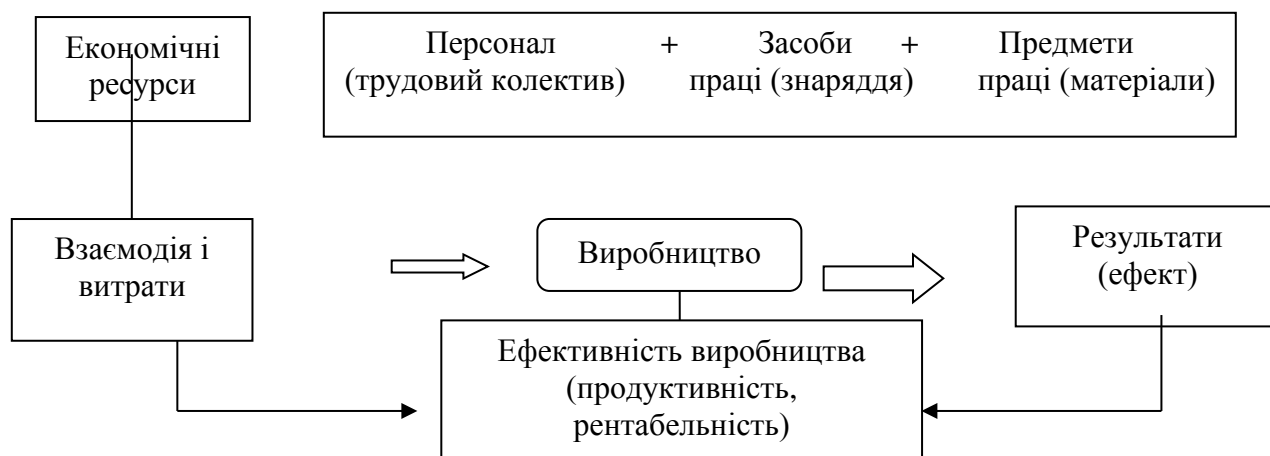 Економічні
ресурси
Персонал + Засоби + Предмети
(трудовий колектив) праці (знаряддя) праці (матеріали)
Взаємодія і
витрати
Виробництво
Результати
(ефект)
Ефективність виробництва
(продуктивність,
рентабельність)